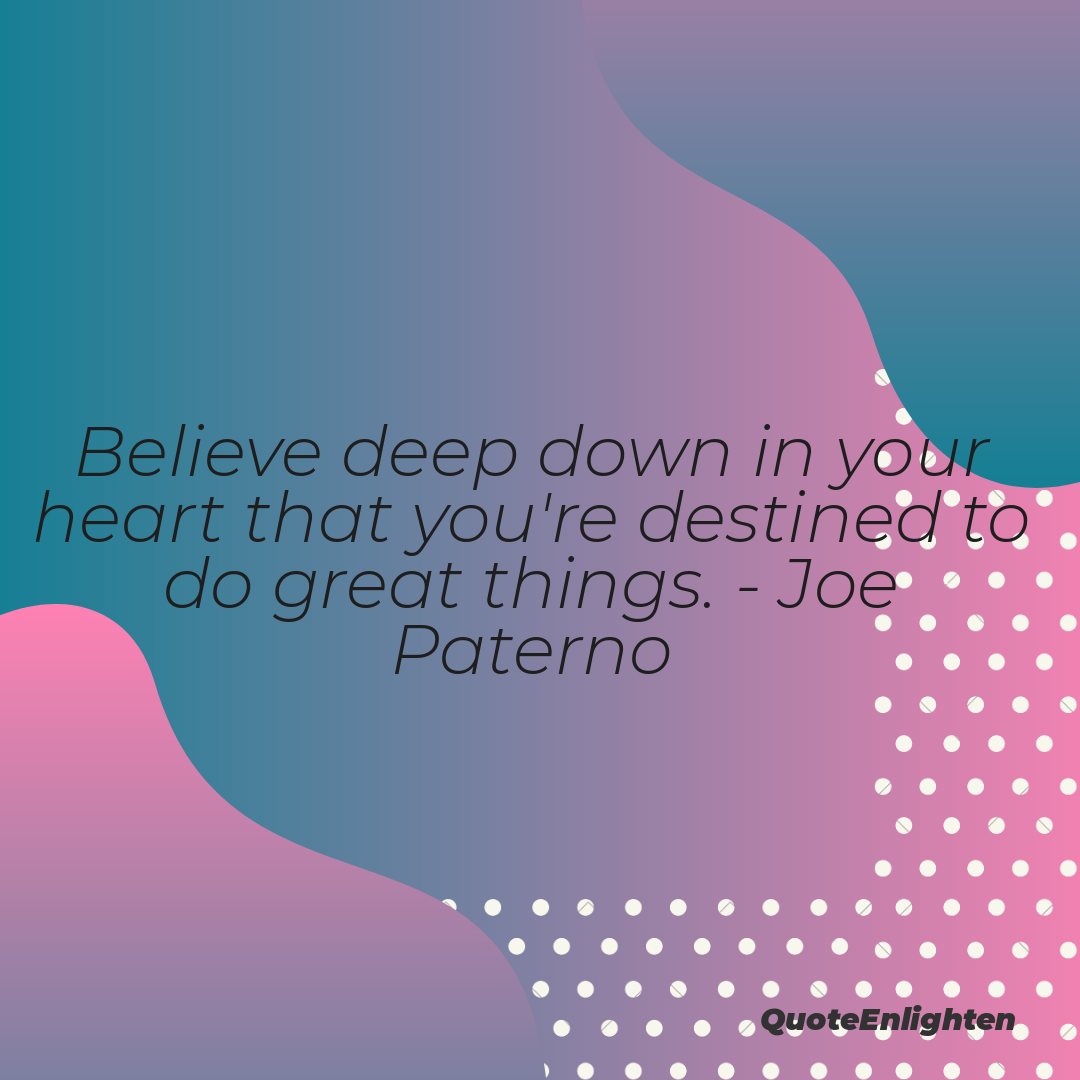 Believe deep down in your
heart that you're destined to
do great things. - Joe
Paterno
QuoteEnlighten